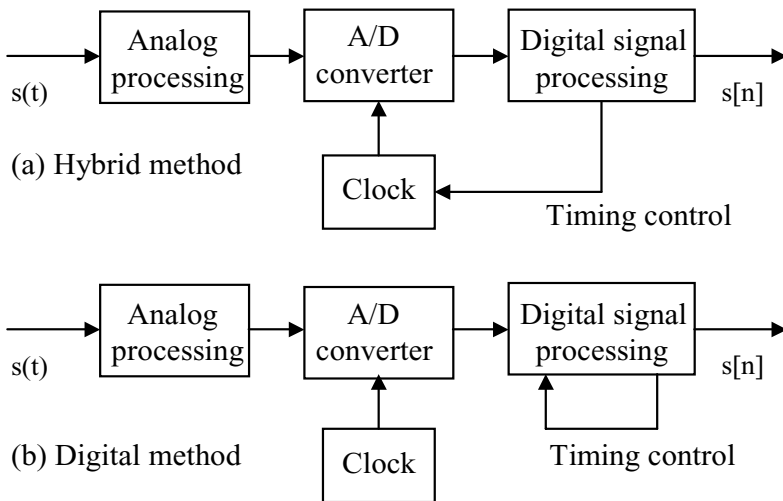 Analog
processing
A/D
converter
Digital signal
processing
s(t)
s[n]
(a) Hybrid method
Clock
Timing control
Analog
processing
A/D
converter
Digital signal
processing
s(t)
s[n]
(b) Digital method
Clock
Timing control